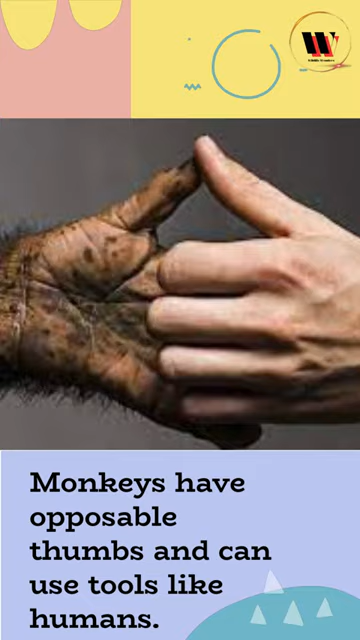 Monkeys have
opposable
thumbs and can
use tools like
humans.